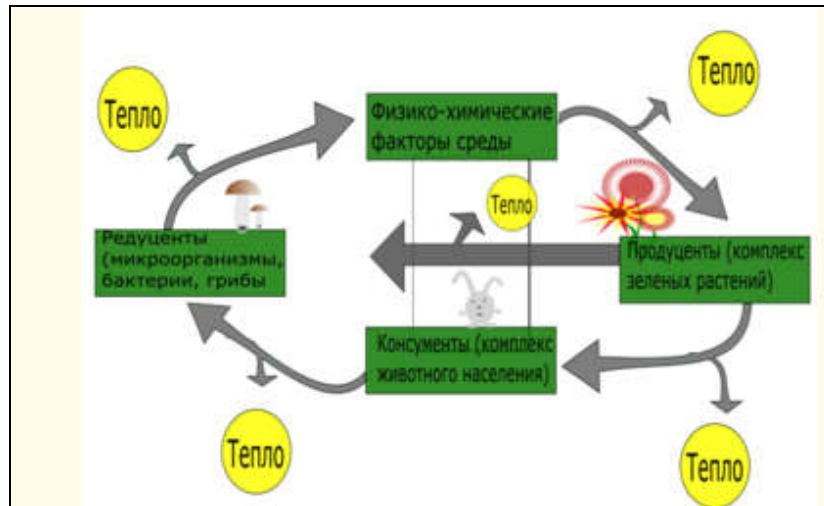 Тепло
Физико-химические
факторы среды
Тепло
Тепло
Редуценты
(микроорганизмы,
бактерии, грибы
Продуценты (комплекс
зеленых растений)
Консументы (комплекс
животного населения)
Тепло
Тепло